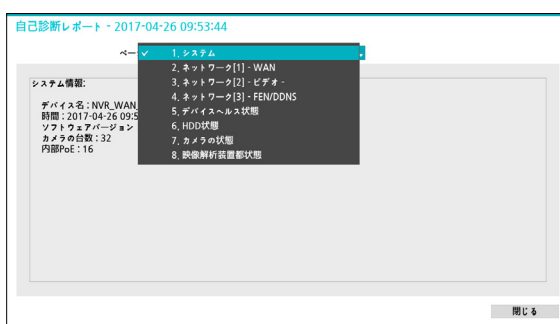 自己診断レポート - 2017-04-26 09:53:44
ペー
✓ 1. システム
2. ネットワーク[1] - WAN
3. ネットワーク[2] - ビデオ -
4. ネットワーク[3] - FEN/DDNS
5. デバイスヘルス状態
6. HDD状態
7. カメラの状態
8. 映像解析装置都状態
システム情報:
デバイス名 : NVR_WAN_
時間 : 2017-04-26 09:5
ソフトウェアバージョン
カメラの台数 : 32
内部PoE : 16
閉じる